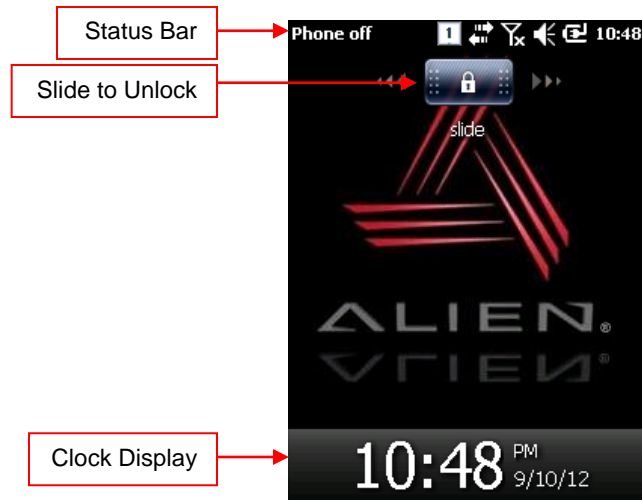 Status Bar
Phone off 1 10:48
Slide to Unlock
slide
ALIEN®
Clock Display
10:48 PM
9/10/12